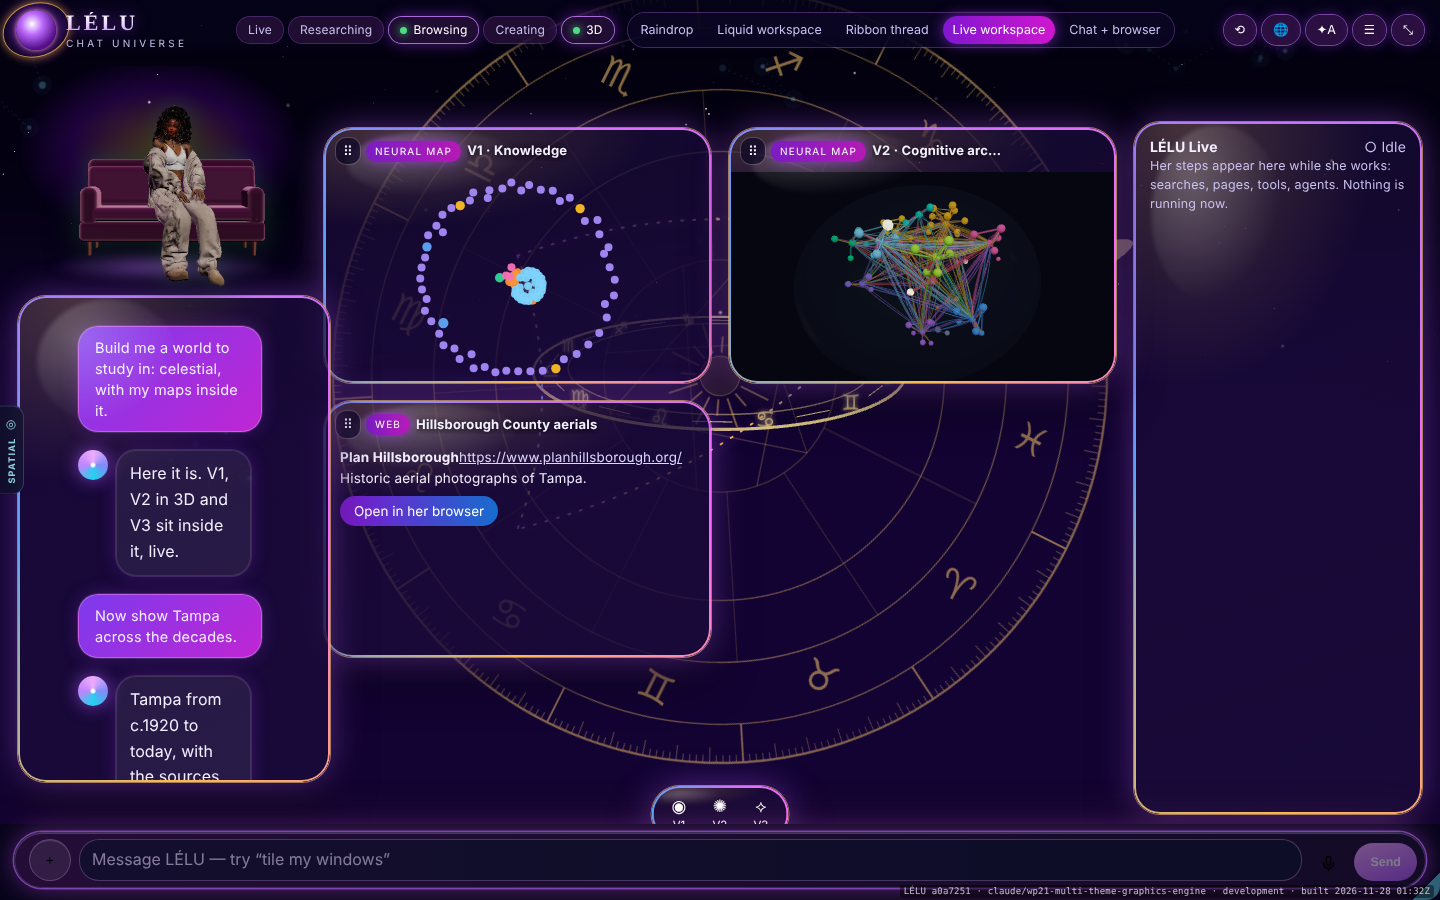 LÉLU
CHAT UNIVERSE
Live
Researching
Browsing
Creating
3D
Raindrop
Liquid workspace
Ribbon thread
Live workspace
Chat + browser
✦A
NEURAL MAP
V1 · Knowledge
NEURAL MAP
V2 · Cognitive arc...
LÉLU Live
Idle
Her steps appear here while she works:
searches, pages, tools, agents. Nothing is
running now.
Build me a world to
study in: celestial,
with my maps inside
it.
Here it is. V1,
V2 in 3D and
V3 sit inside
it, live.
Now show Tampa
across the decades.
Tampa from
c.1920 to
today, with
the sources
SPATIAL
WEB
Hillsborough County aerials
Plan Hillsboroughhttps://www.planhillsborough.org/
Historic aerial photographs of Tampa.
Open in her browser
V1
V2
V3
+
Message LÉLU — try “tile my windows”
Send
LÉLU a0a7251 · claude/wp21-multi-theme-graphics-engine · development · built 2026-11-28 01:32Z